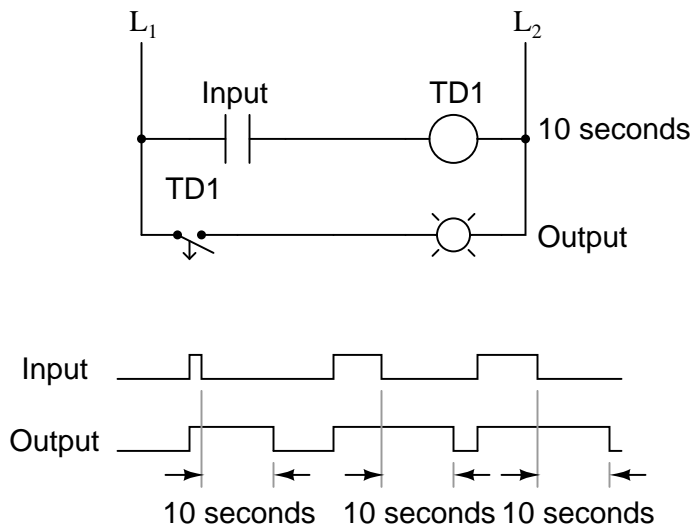 L₁ L₂
Input TD1
10 seconds
TD1
Output
Input
Output
10 seconds 10 seconds 10 seconds